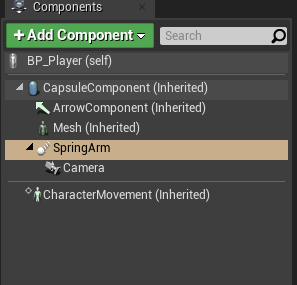 Components
+ Add Component
Search
BP_Player (self)
CapsuleComponent (Inherited)
ArrowComponent (Inherited)
Mesh (Inherited)
SpringArm
Camera
CharacterMovement (Inherited)